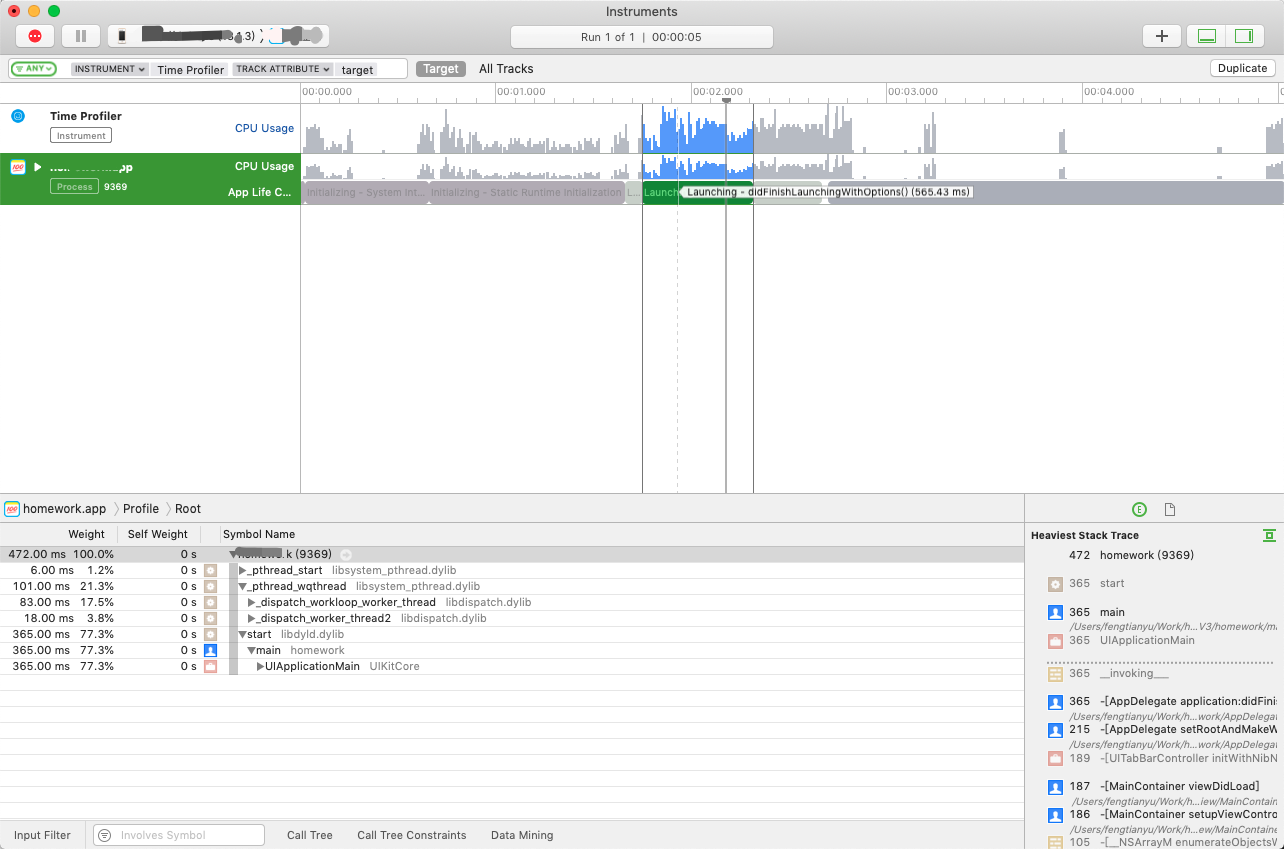 Instruments
3)
Run 1 of 1 | 00:00:05
ANY
INSTRUMENT
Time Profiler
TRACK ATTRIBUTE
target
Target
All Tracks
Duplicate
00:00.000
00:01.000
00:02.000
00:03.000
00:04.000
Time Profiler
Instrument
CPU Usage
CPU Usage
Process 9369
App Life C...
Initializing - System Int...
Initializing - Static Runtime Initialization
L...
Launch
Launching - didFinishLaunchingWithOptions() (565.43 ms)
homework.app
Profile
Root
Weight
Self Weight
Symbol Name
472.00 ms 100.0% 0 s (9369)
6.00 ms 1.2% 0 s _pthread_start libsystem_pthread.dylib
101.00 ms 21.3% 0 s _pthread_wqthread libsystem_pthread.dylib
83.00 ms 17.5% 0 s _dispatch_workloop_worker_thread libdispatch.dylib
18.00 ms 3.8% 0 s _dispatch_worker_thread2 libdispatch.dylib
365.00 ms 77.3% 0 s start libdyld.dylib
365.00 ms 77.3% 0 s main homework
365.00 ms 77.3% 0 s UIApplicationMain UIKitCore
E
Heaviest Stack Trace
472 homework (9369)
365 start
365 main
/Users/fengtianyu/Work/h...V3/homework/m
365 UIApplicationMain
365 __invoking___
365 -[AppDelegate application:didFini
/Users/fengtianyu/Work/h...work/AppDelega
215 -[AppDelegate setRootAndMakeW
/Users/fengtianyu/Work/h...work/AppDelega
189 -[UITabBarController initWithNibN
187 -[MainContainer viewDidLoad]
/Users/fengtianyu/Work/h...iew/MainContain
186 -[MainContainer setupViewContro
/Users/fengtianyu/Work/h...ew/MainContaine
105 -[__NSArrayM enumerateObjectsW
Input Filter
Involves Symbol
Call Tree
Call Tree Constraints
Data Mining